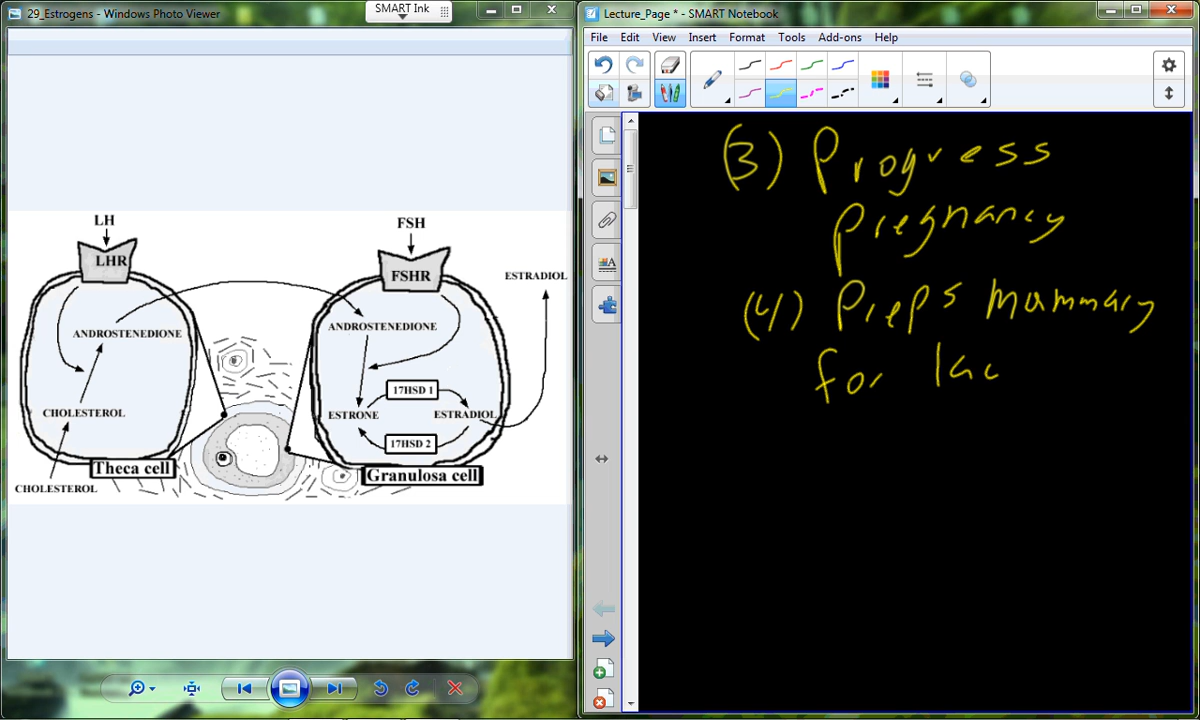 29_Estrogens - Windows Photo Viewer
SMART Ink
LH
LHR
ANDROSTENEDIONE
CHOLESTEROL
CHOLESTEROL
Theca cell
FSH
FSHR
ANDROSTENEDIONE
ESTRONE
17HSD 1
17HSD 2
ESTRADIOL
ESTRADIOL
Granulosa cell
Lecture_Page * - SMART Notebook
File Edit View Insert Format Tools Add-ons Help
(3) Progress
pregnancy
(4) Preps mammary
for lac